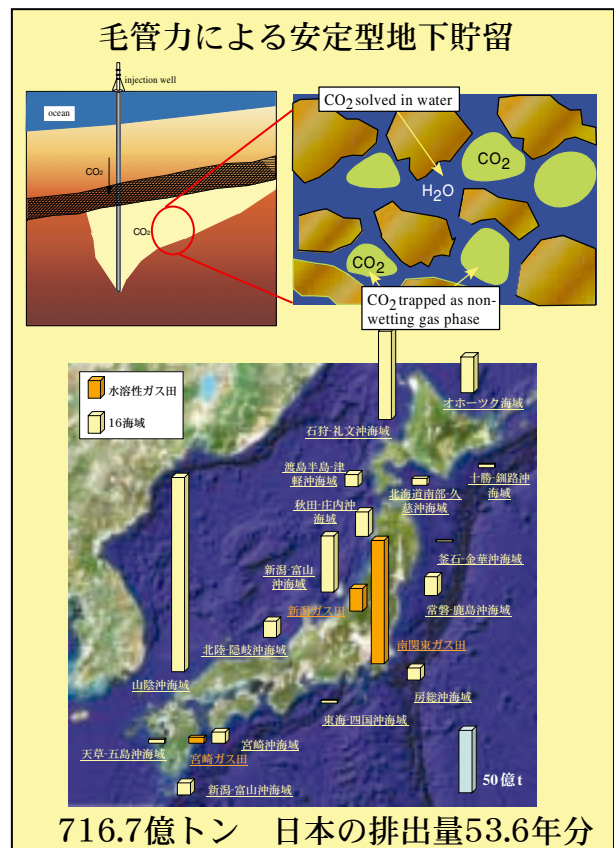 毛管力による安定型地下貯留
injection well
ocean
CO2
CO2
CO2 solved in water
CO2
H2O
CO2
CO2 trapped as non-
wetting gas phase
水溶性ガス田
16海域
オホーツク海域
石狩·礼文沖海域
渡島半島·津
軽沖海域
北海道南部·久
慈沖海域
十勝·釧路沖
海域
秋田·庄内沖
海域
釜石·金華沖海域
新潟·富山
沖海域
新潟ガス田
常磐·鹿島沖海域
北陸·隠岐沖海域
南関東ガス田
山陰沖海域
房総沖海域
東海·四国沖海域
天草·五島沖海域
宮崎沖海域
宮崎ガス田
新潟·富山沖海域
50億t
716.7億トン　日本の排出量53.6年分